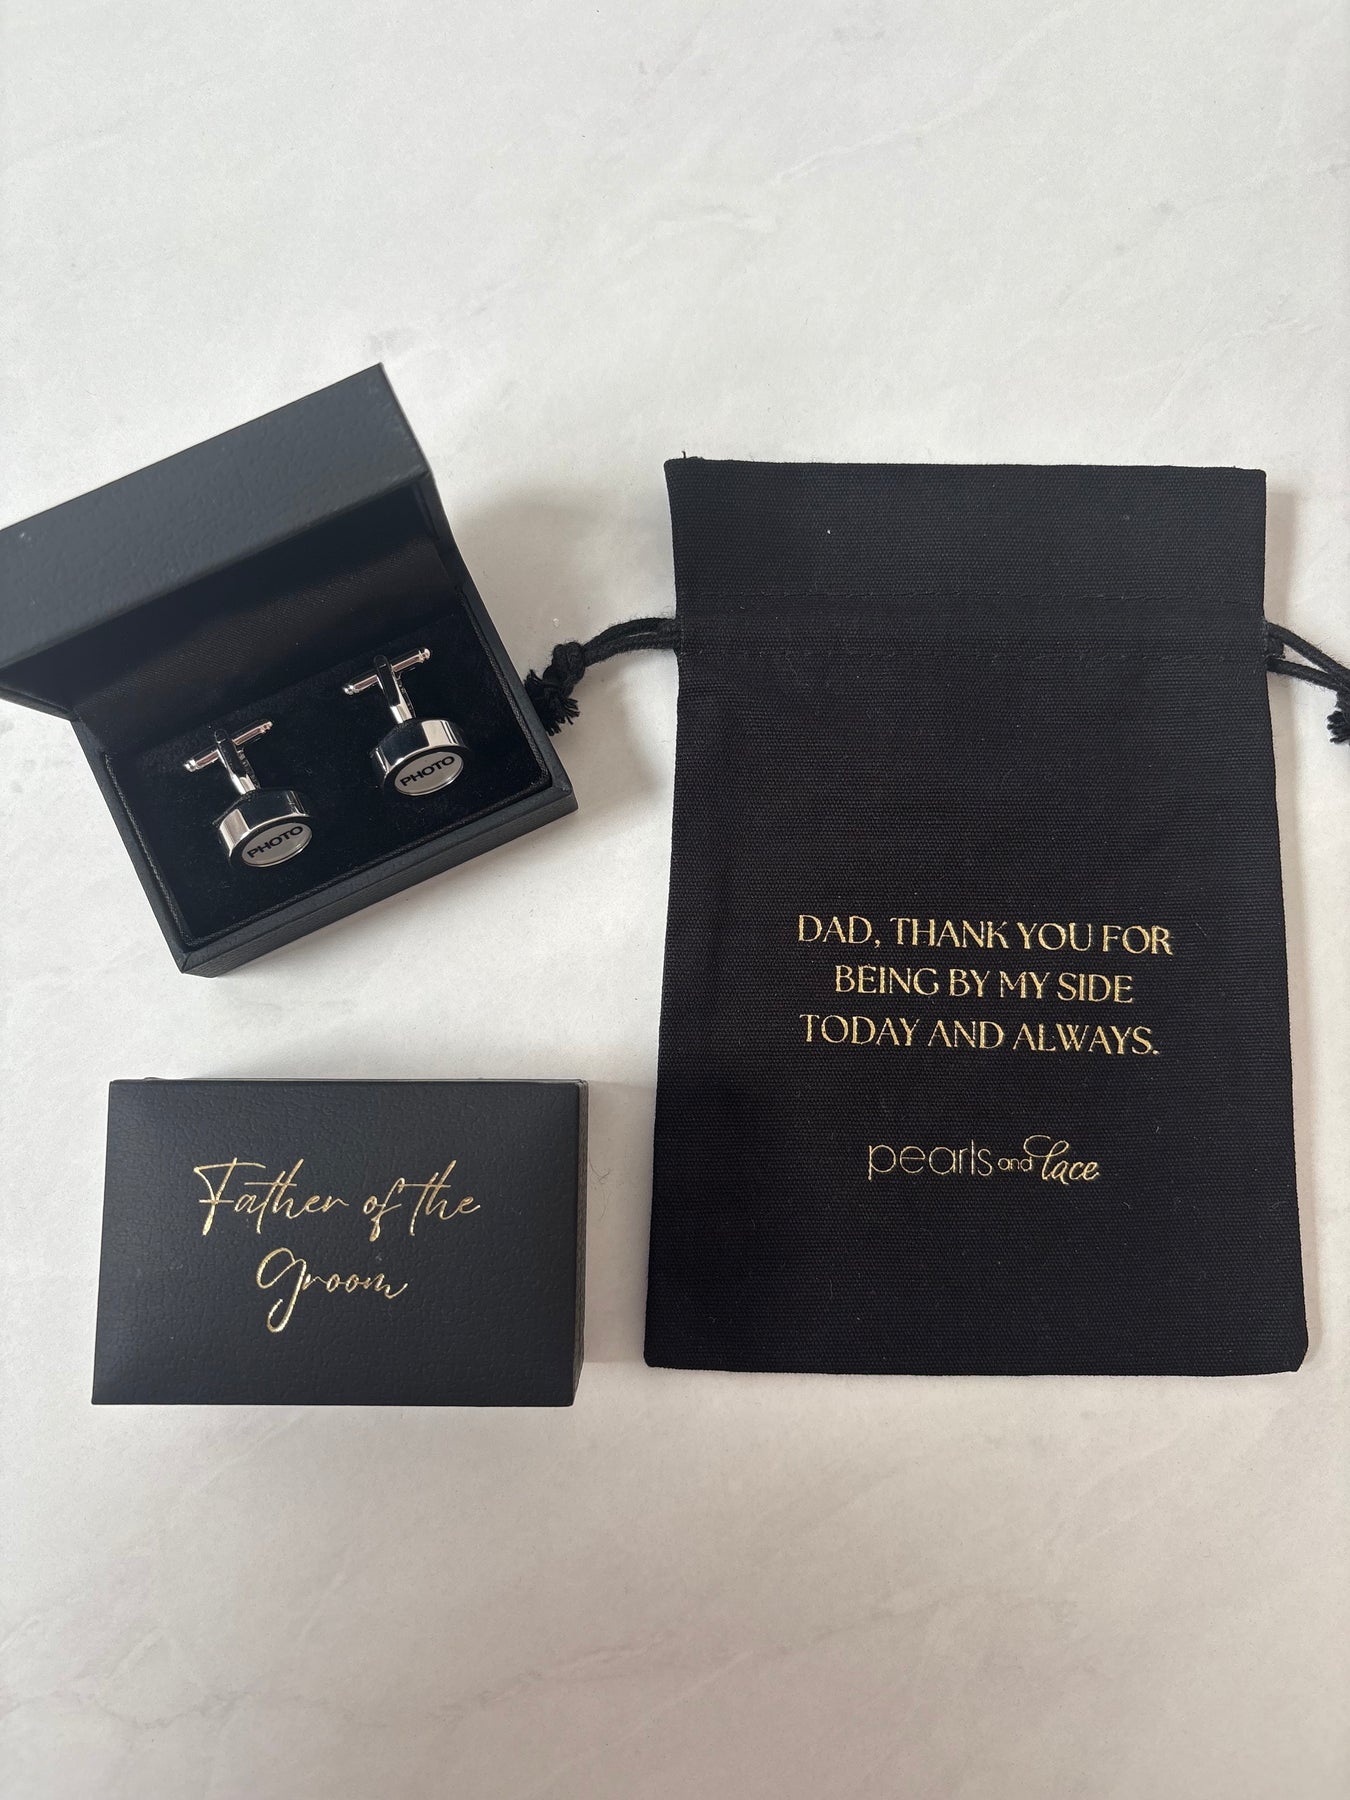 PHOTO
PHOTO
Father of the
Groom
DAD, THANK YOU FOR
BEING BY MY SIDE
TODAY AND ALWAYS.
pearls and lace